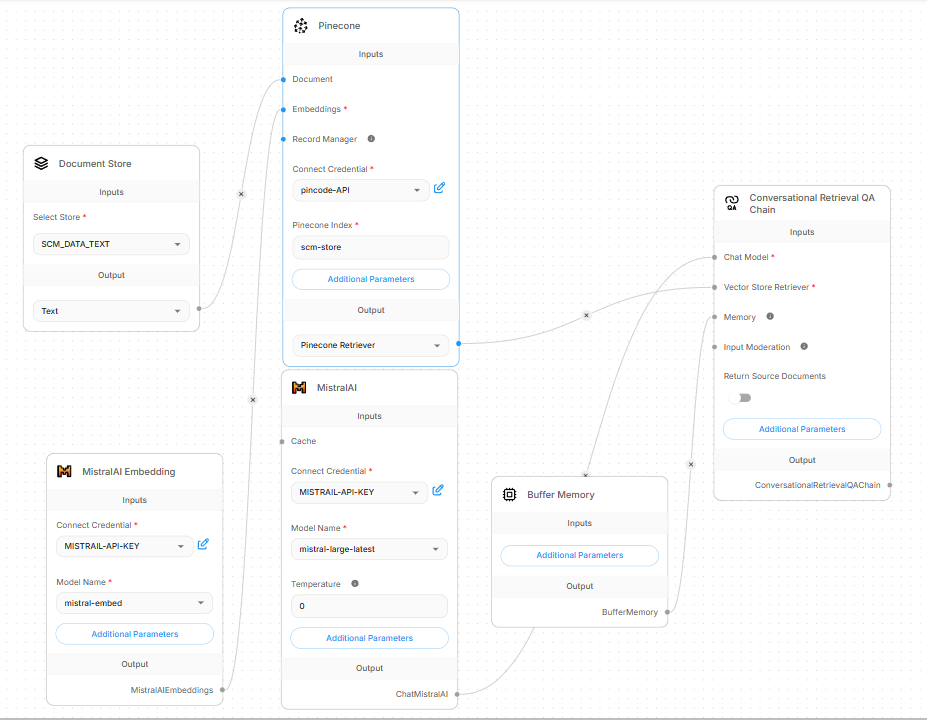 Pinecone
Inputs
Document
Embeddings *
Record Manager
Connect Credential *
pincode-API
Pinecone Index *
scm-store
Additional Parameters
Output
Pinecone Retriever
Document Store
Inputs
Select Store *
SCM_DATA_TEXT
Output
Text
MistralAI Embedding
Inputs
Connect Credential *
MISTRAIL-API-KEY
Model Name *
mistral-embed
Additional Parameters
Output
MistralAIEmbeddings
MistralAI
Inputs
Cache
Connect Credential *
MISTRAIL-API-KEY
Model Name *
mistral-large-latest
Temperature
0
Additional Parameters
Output
ChatMistralAI
Buffer Memory
Inputs
Additional Parameters
Output
BufferMemory
QA
Conversational Retrieval QA
Chain
Inputs
Chat Model *
Vector Store Retriever *
Memory
Input Moderation
Return Source Documents
Additional Parameters
Output
ConversationalRetrievalQAChain